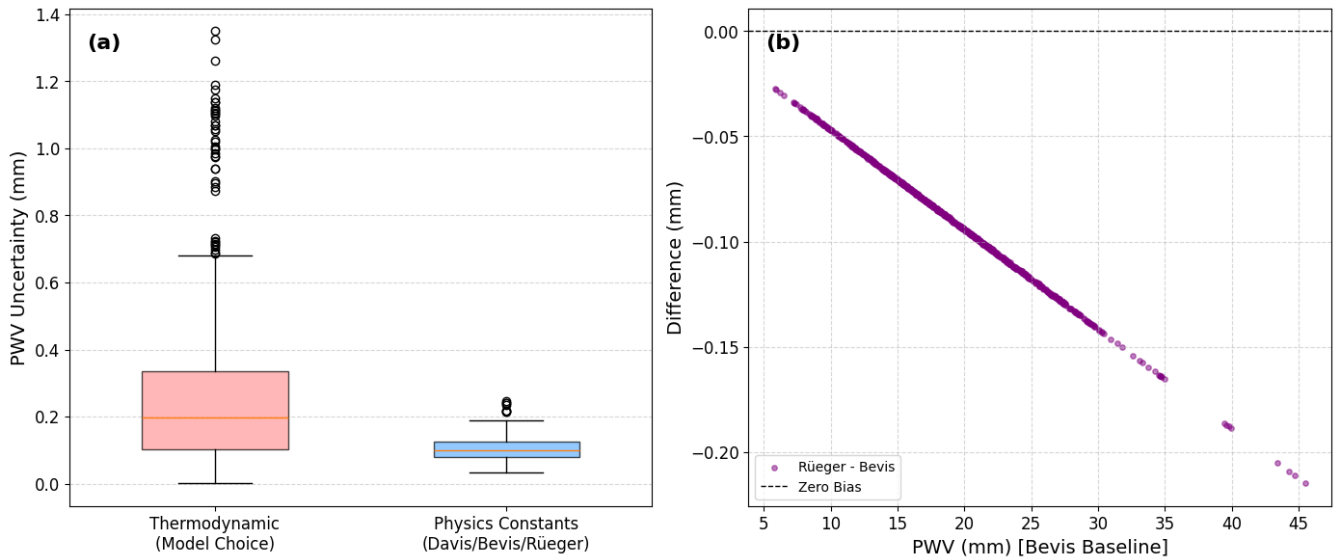 (a)
PWV Uncertainty (mm)
1.4
1.2
1.0
0.8
0.6
0.4
0.2
0.0
Thermodynamic
(Model Choice)
Physics Constants
(Davis/Bevis/Rüeger)
(b)
Difference (mm)
0.00
−0.05
−0.10
−0.15
−0.20
Rüeger - Bevis
Zero Bias
5 10 15 20 25 30 35 40 45
PWV (mm) [Bevis Baseline]